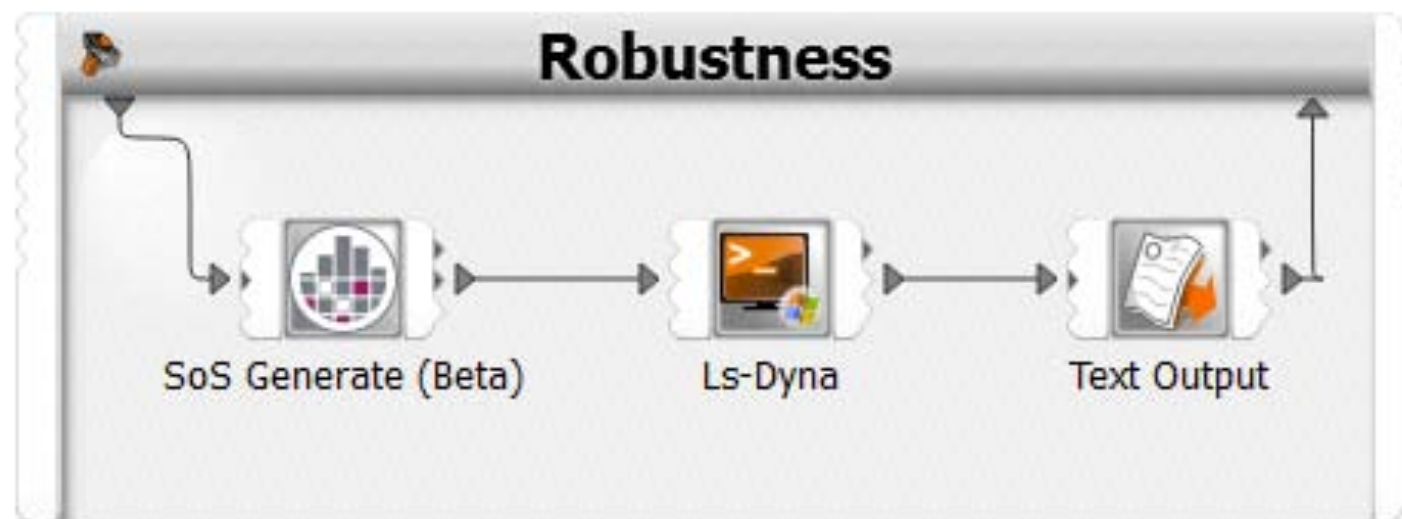 Robustness
>_
SoS Generate (Beta)
Ls-Dyna
Text Output